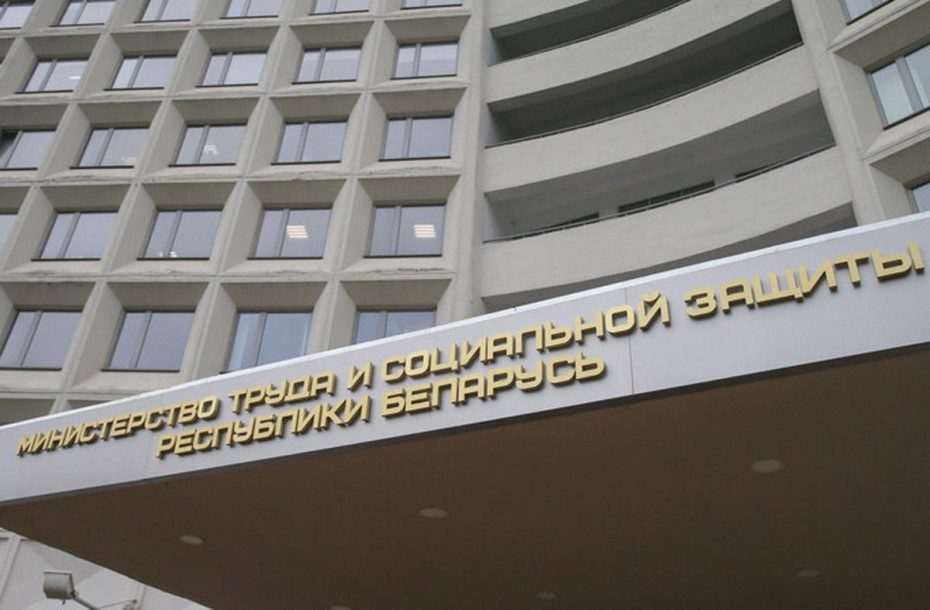 МИНИСТЕРСТВО ТРУДА И СОЦИАЛЬНОЙ ЗАЩИТЫ
РЕСПУБЛИКИ БЕЛАРУСЬ